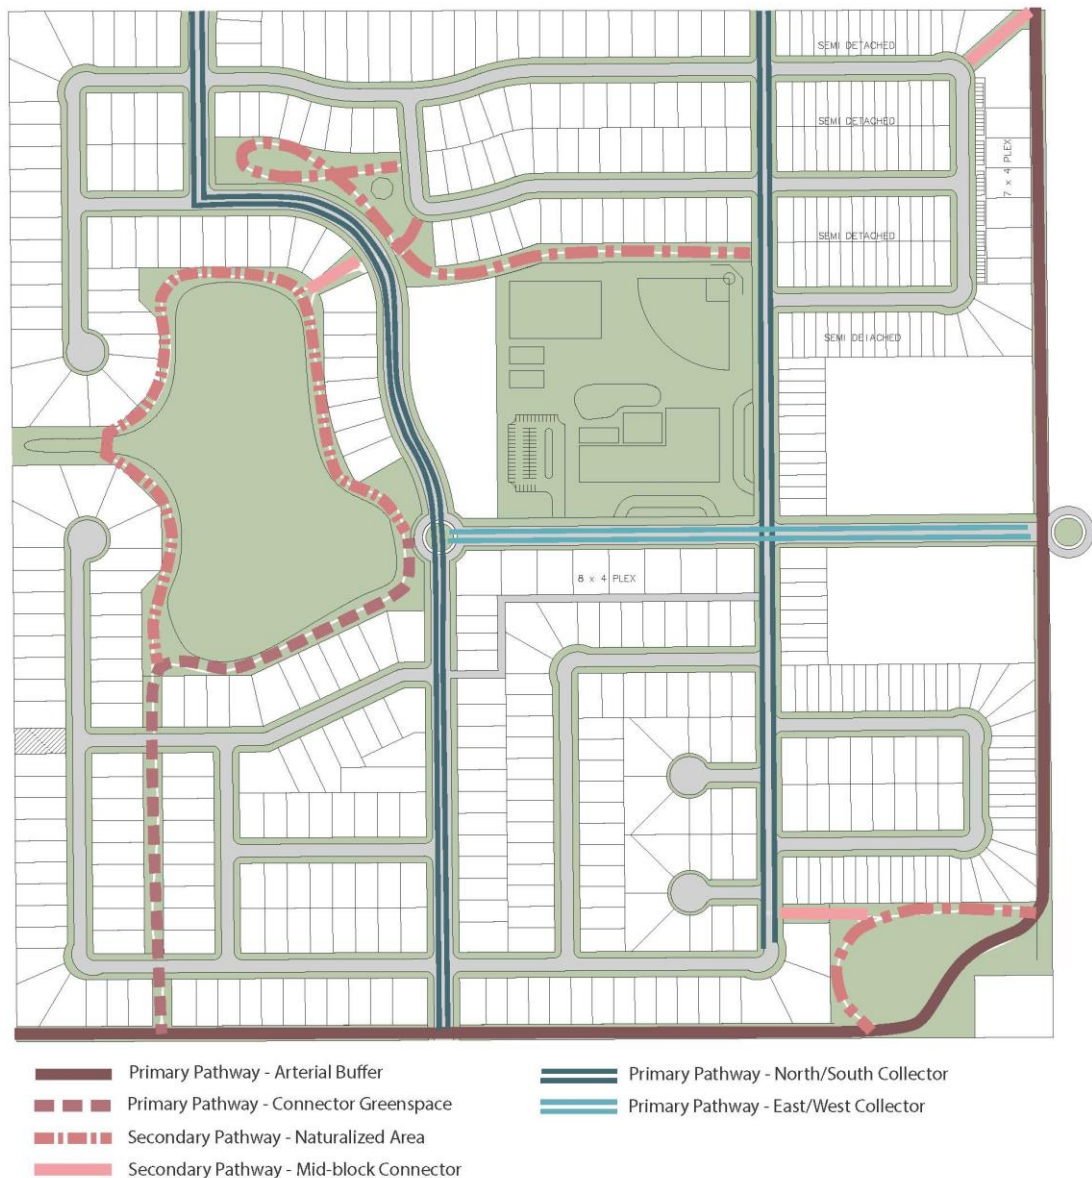 SEMI DETACHED
SEMI DETACHED
7 x 4 PLEX
SEMI DETACHED
SEMI DETACHED
8 x 4 PLEX
Primary Pathway - Arterial Buffer
Primary Pathway - Connector Greenspace
Secondary Pathway - Naturalized Area
Secondary Pathway - Mid-block Connector
Primary Pathway - North/South Collector
Primary Pathway - East/West Collector